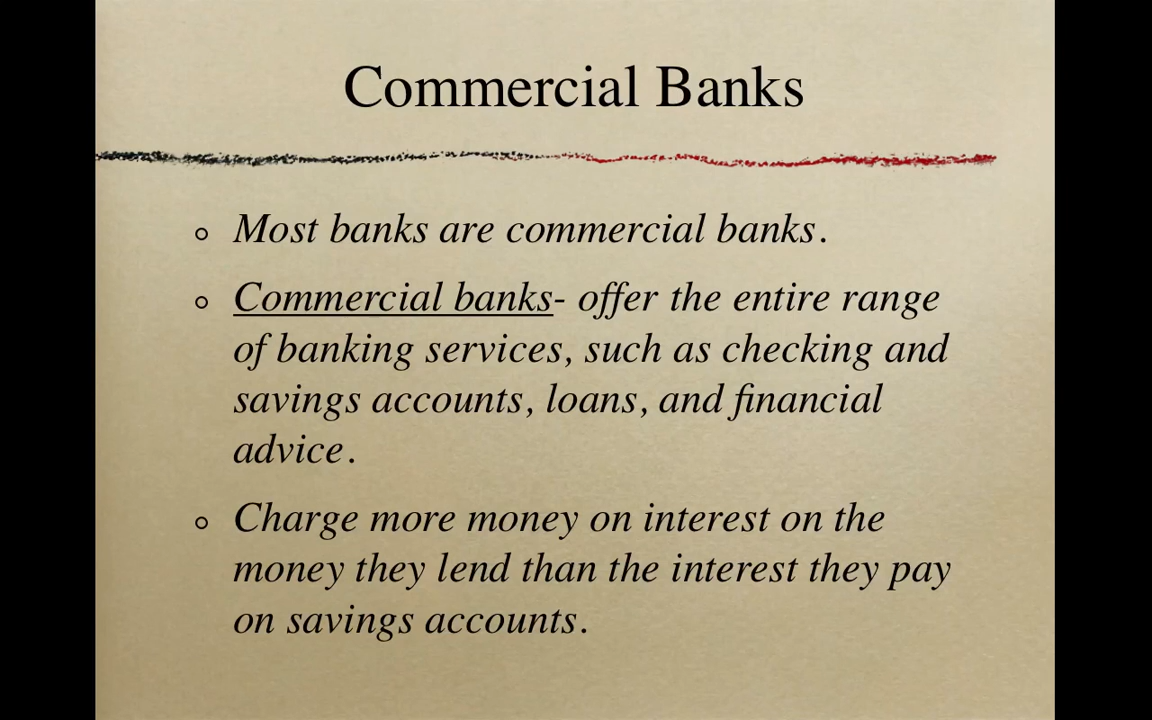 Commercial Banks
Most banks are commercial banks.
Commercial banks- offer the entire range
of banking services, such as checking and
savings accounts, loans, and financial
advice.
Charge more money on interest on the
money they lend than the interest they pay
on savings accounts.